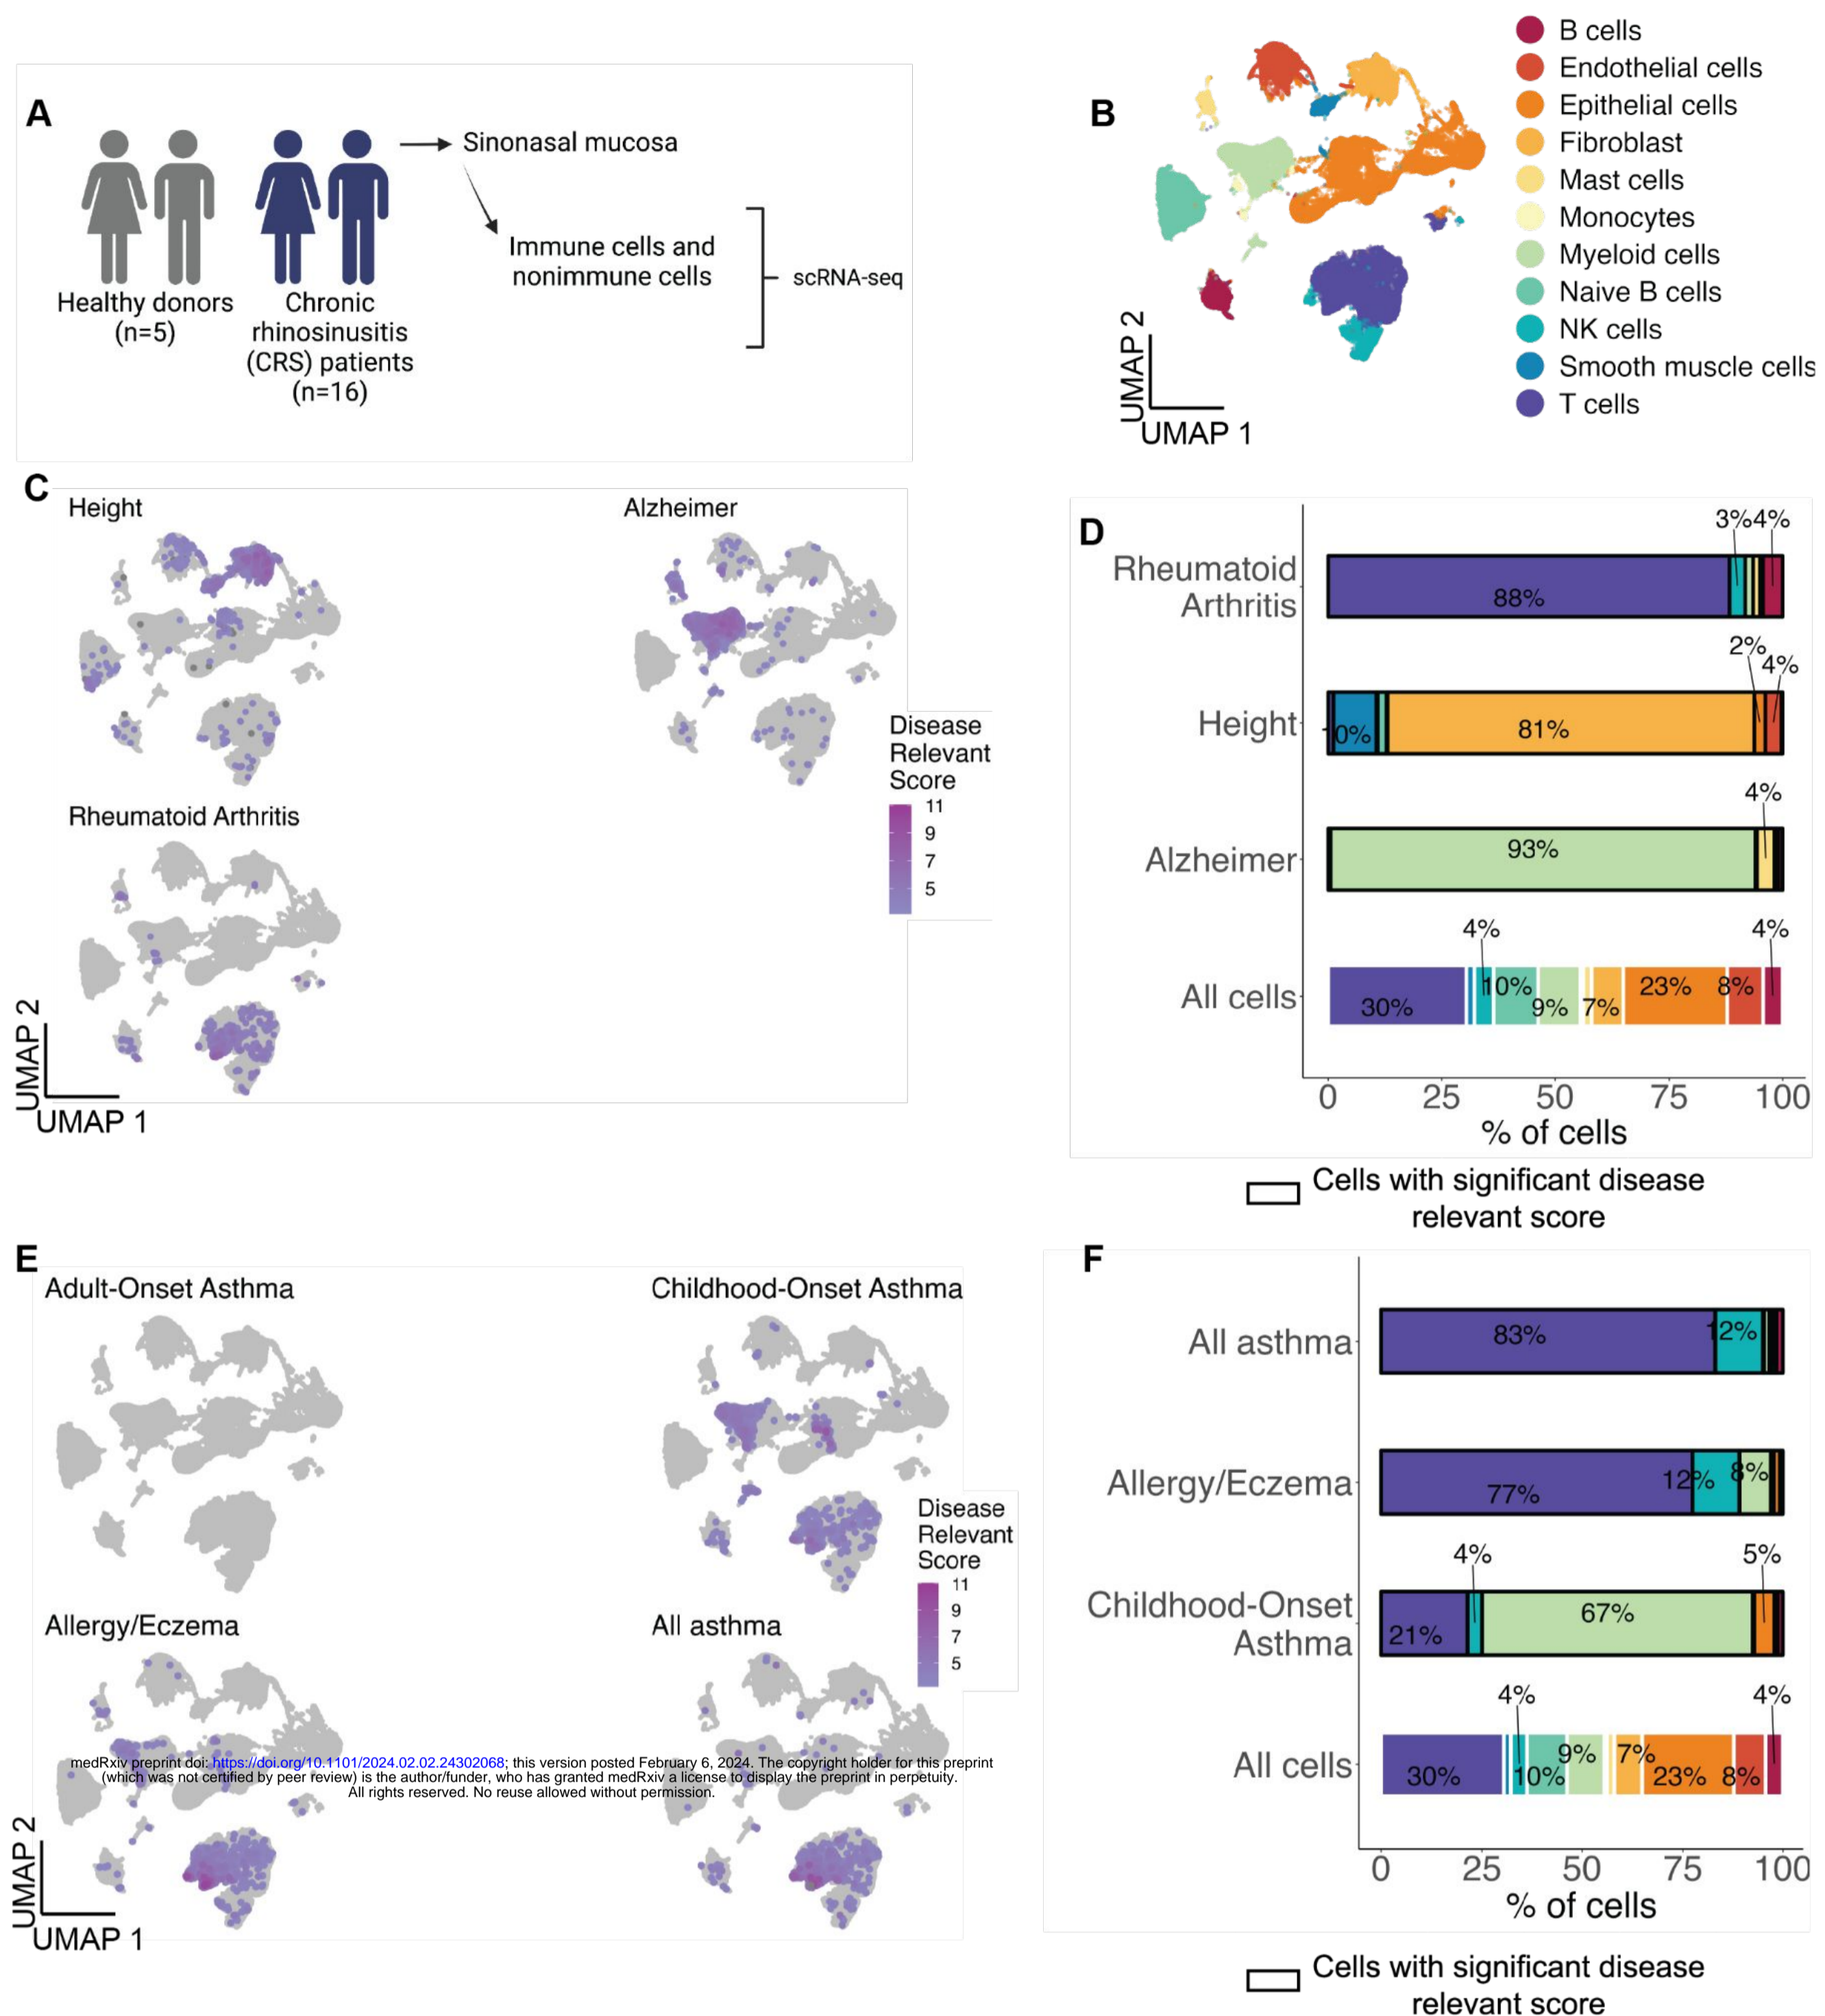 A
Healthy donors
(n=5)
Chronic
rhinosinusitis
(CRS) patients
(n=16)
Sinonasal mucosa
Immune cells and
nonimmune cells
scRNA-seq
B
UMAP 2
UMAP 1
B cells
Endothelial cells
Epithelial cells
Fibroblast
Mast cells
Monocytes
Myeloid cells
Naive B cells
NK cells
Smooth muscle cells
T cells
C
Height
Alzheimer
Rheumatoid Arthritis
Disease
Relevant
Score
11
9
7
5
UMAP 2
UMAP 1
D
Rheumatoid
Arthritis
88%
3%
4%
Height
0%
81%
2%
4%
Alzheimer
93%
4%
All cells
30%
4%
10%
9%
7%
23%
8%
4%
0 25 50 75 100
% of cells
Cells with significant disease
relevant score
E
Adult-Onset Asthma
Childhood-Onset Asthma
Allergy/Eczema
All asthma
Disease
Relevant
Score
11
9
7
5
medRxiv preprint doi: https://doi.org/10.1101/2024.02.02.24302068; this version posted February 6, 2024. The copyright holder for this preprint
(which was not certified by peer review) is the author/funder, who has granted medRxiv a license to display the preprint in perpetuity.
All rights reserved. No reuse allowed without permission.
UMAP 2
UMAP 1
F
All asthma
83%
12%
Allergy/Eczema
77%
12%
8%
Childhood-Onset
Asthma
21%
4%
67%
5%
All cells
30%
4%
10%
9%
7%
23%
8%
4%
0 25 50 75 100
% of cells
Cells with significant disease
relevant score